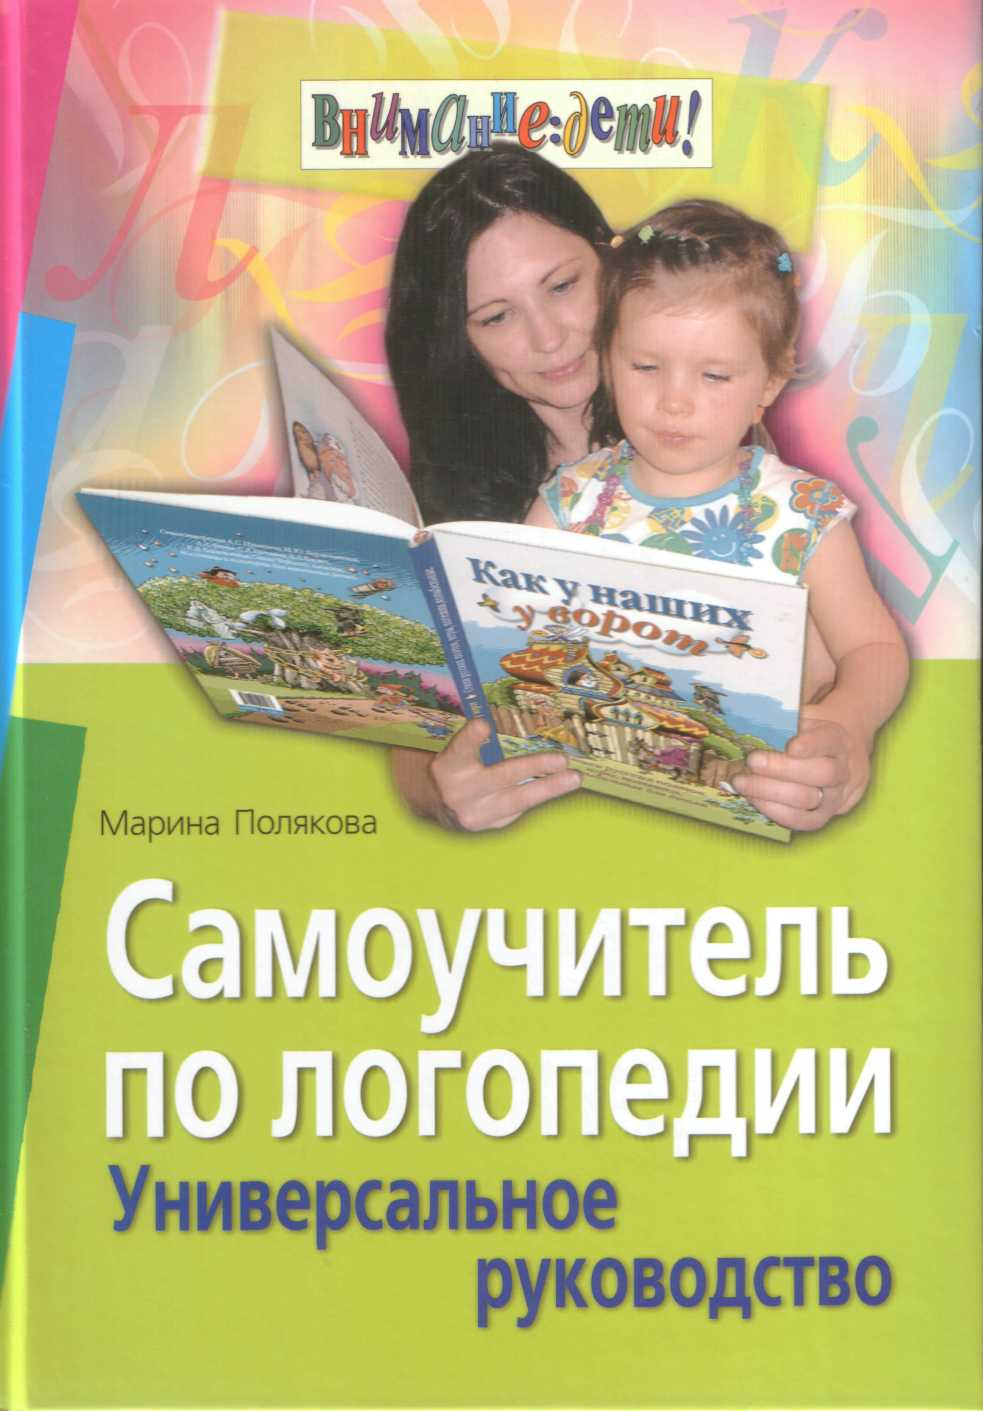 Внимание:дети!
Как у наших
у ворот
Марина Полякова
Самоучитель
по логопедии
Универсальное
руководство